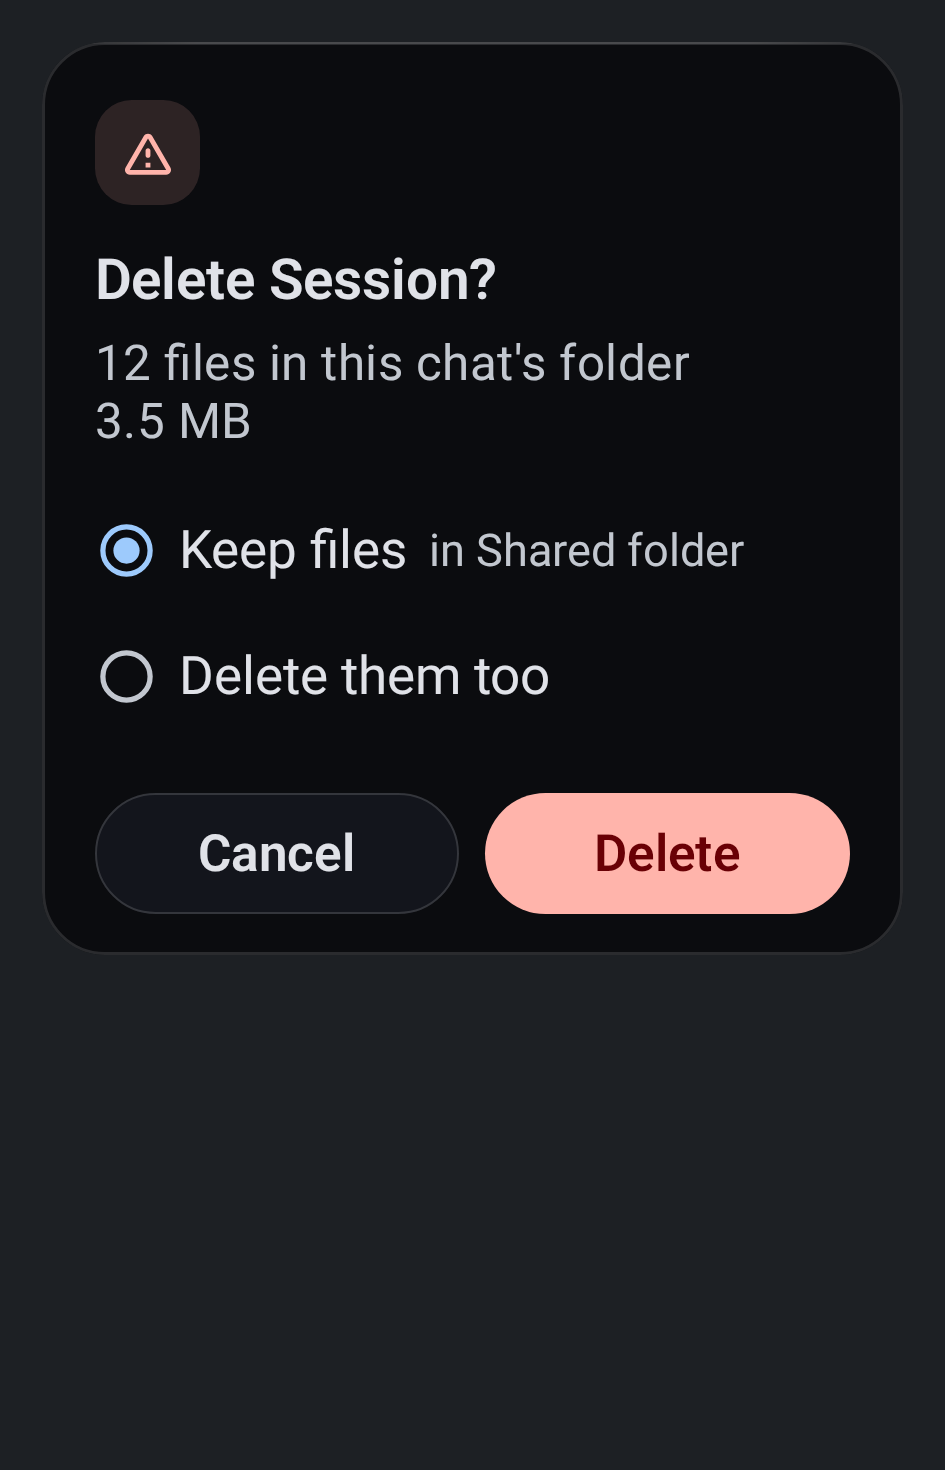 Delete Session?
12 files in this chat's folder
3.5 MB
Keep files in Shared folder
Delete them too
Cancel Delete